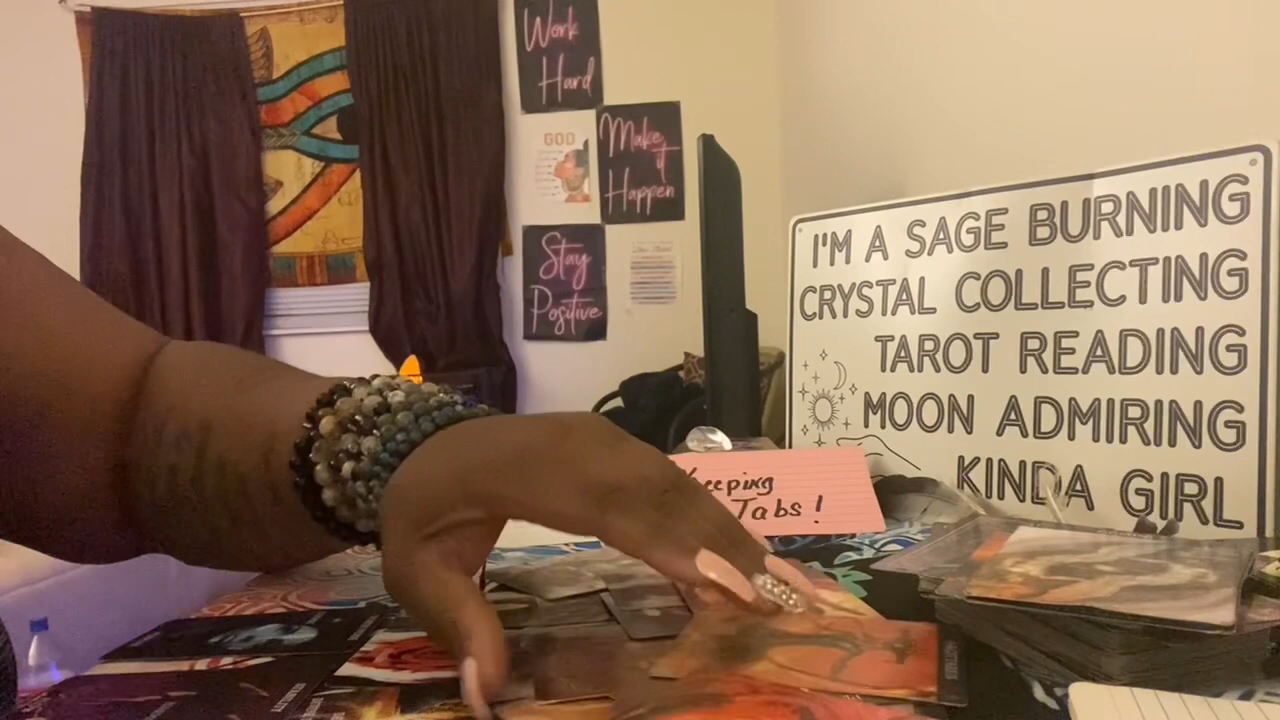 Work
Hard
GOD
Make
it
Happen
Stay
Positive
I'M A SAGE BURNING
CRYSTAL COLLECTING
TAROT READING
MOON ADMIRING
KINDA GIRL
Keeping
Tabs!